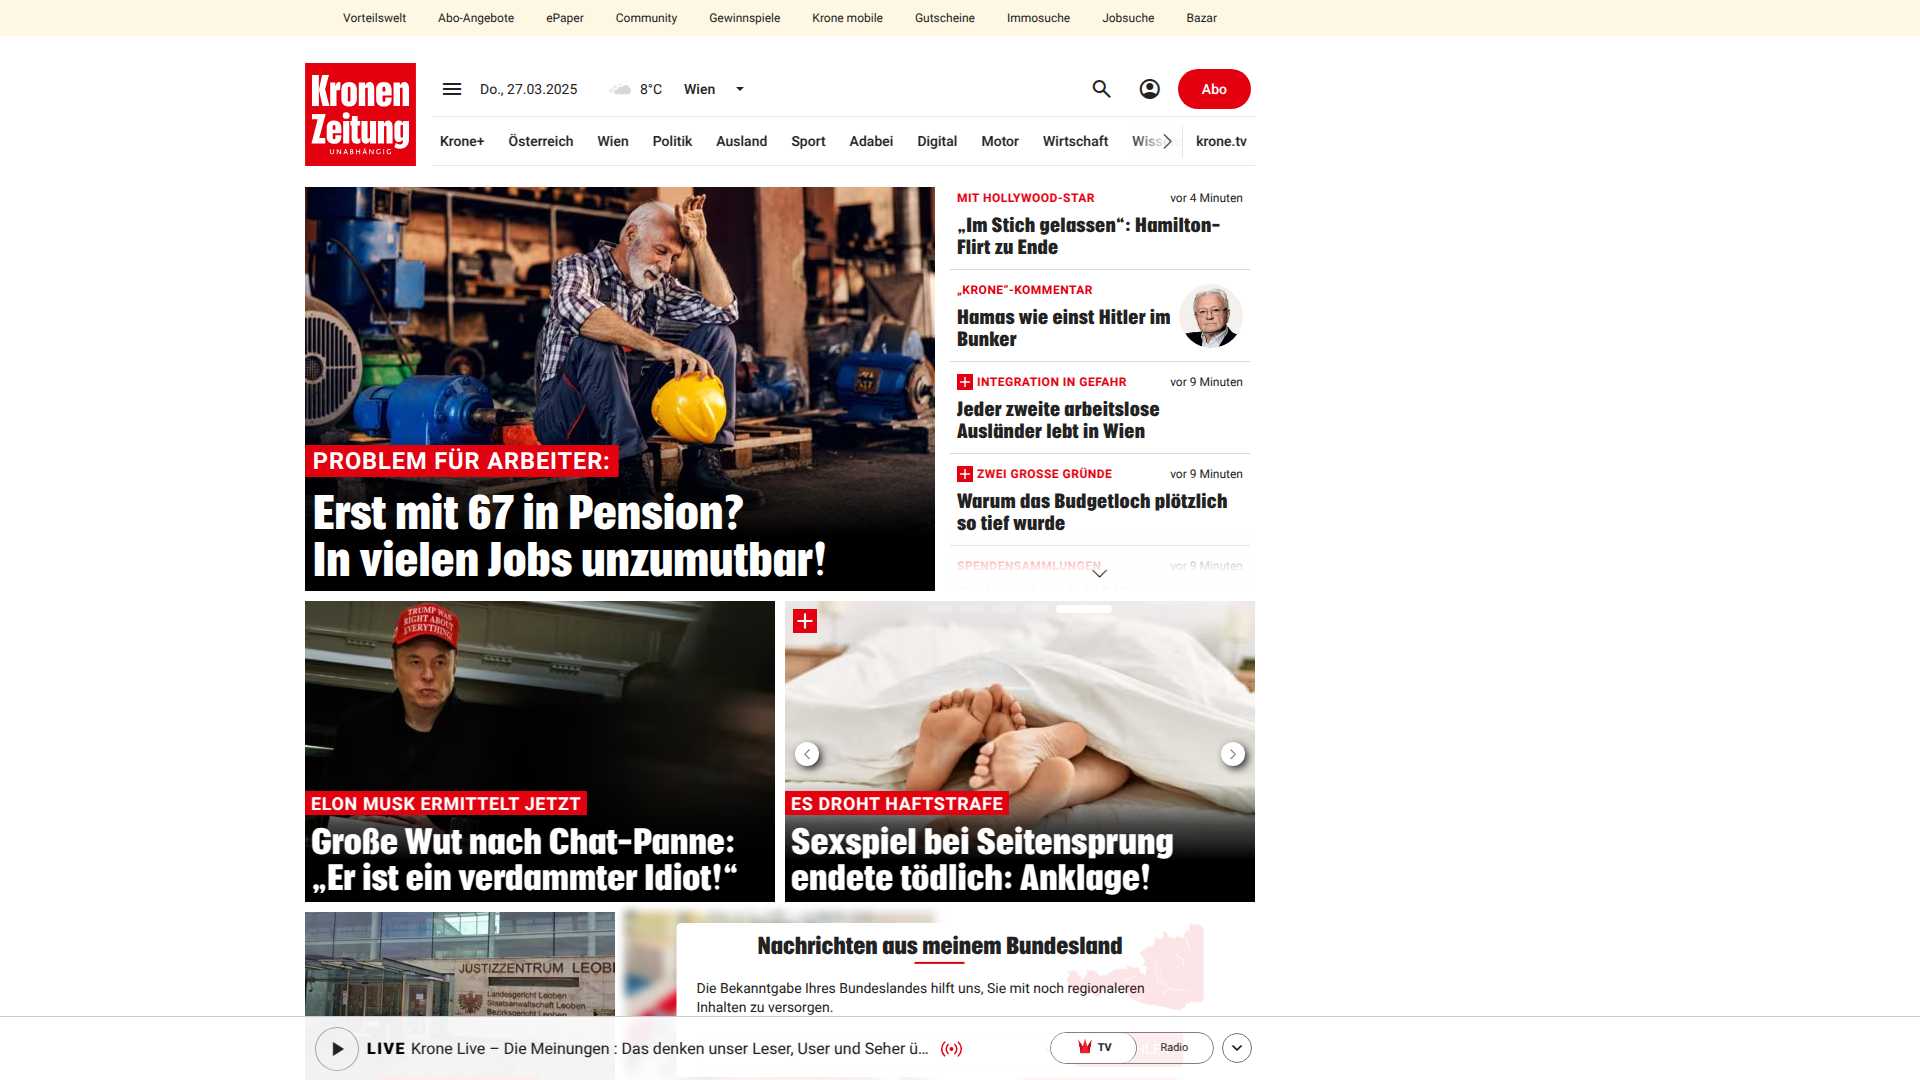 Vorteilswelt Abo-Angebote ePaper Community Gewinnspiele Krone mobile Gutscheine Immosuche Jobsuche Bazar
Kronen
Zeitung
UNABHÄNGIG
Do., 27.03.2025 8°C Wien Abo
Krone+ Österreich Wien Politik Ausland Sport Adabei Digital Motor Wirtschaft Wiss krone.tv
PROBLEM FÜR ARBEITER:
Erst mit 67 in Pension?
In vielen Jobs unzumutbar!
MIT HOLLYWOOD-STAR vor 4 Minuten
„Im Stich gelassen“: Hamilton-
Flirt zu Ende
„KRONE“-KOMMENTAR
Hamas wie einst Hitler im
Bunker
INTEGRATION IN GEFAHR vor 9 Minuten
Jeder zweite arbeitslose
Ausländer lebt in Wien
ZWEI GROSSE GRÜNDE vor 9 Minuten
Warum das Budgetloch plötzlich
so tief wurde
SPENDENSAMMLUNGEN vor 9 Minuten
TRUMP WAS
RIGHT ABOUT
EVERYTHING!
ELON MUSK ERMITTELT JETZT
Große Wut nach Chat-Panne:
„Er ist ein verdammter Idiot!“
ES DROHT HAFTSTRAFE
Sexspiel bei Seitensprung
endete tödlich: Anklage!
JUSTIZZENTRUM LEOB
Landesgericht Leoben
Staatsanwaltschaft Leoben
Bezirksgericht Leoben
Nachrichten aus meinem Bundesland
Die Bekanntgabe Ihres Bundeslandes hilft uns, Sie mit noch regionaleren
Inhalten zu versorgen.
LIVE Krone Live – Die Meinungen : Das denken unser Leser, User und Seher ü... TV Radio